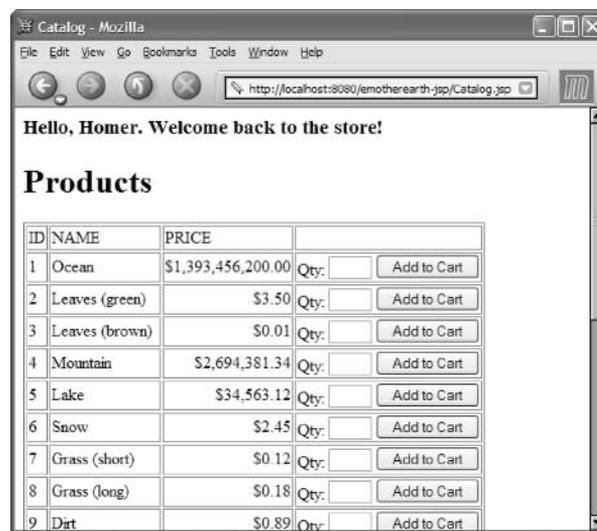 Catalog - Mozilla
File Edit View Go Bookmarks Tools Window Help
http://localhost:8080/emotherearth-jsp/Catalog.jsp
Hello, Homer. Welcome back to the store!
Products
ID NAME PRICE
1 Ocean $1,393,456,200.00 Qty: Add to Cart
2 Leaves (green) $3.50 Qty: Add to Cart
3 Leaves (brown) $0.01 Qty: Add to Cart
4 Mountain $2,694,381.34 Qty: Add to Cart
5 Lake $34,563.12 Qty: Add to Cart
6 Snow $2.45 Qty: Add to Cart
7 Grass (short) $0.12 Qty: Add to Cart
8 Grass (long) $0.18 Qty: Add to Cart
9 Dirt $0.89 Qty: Add to Cart